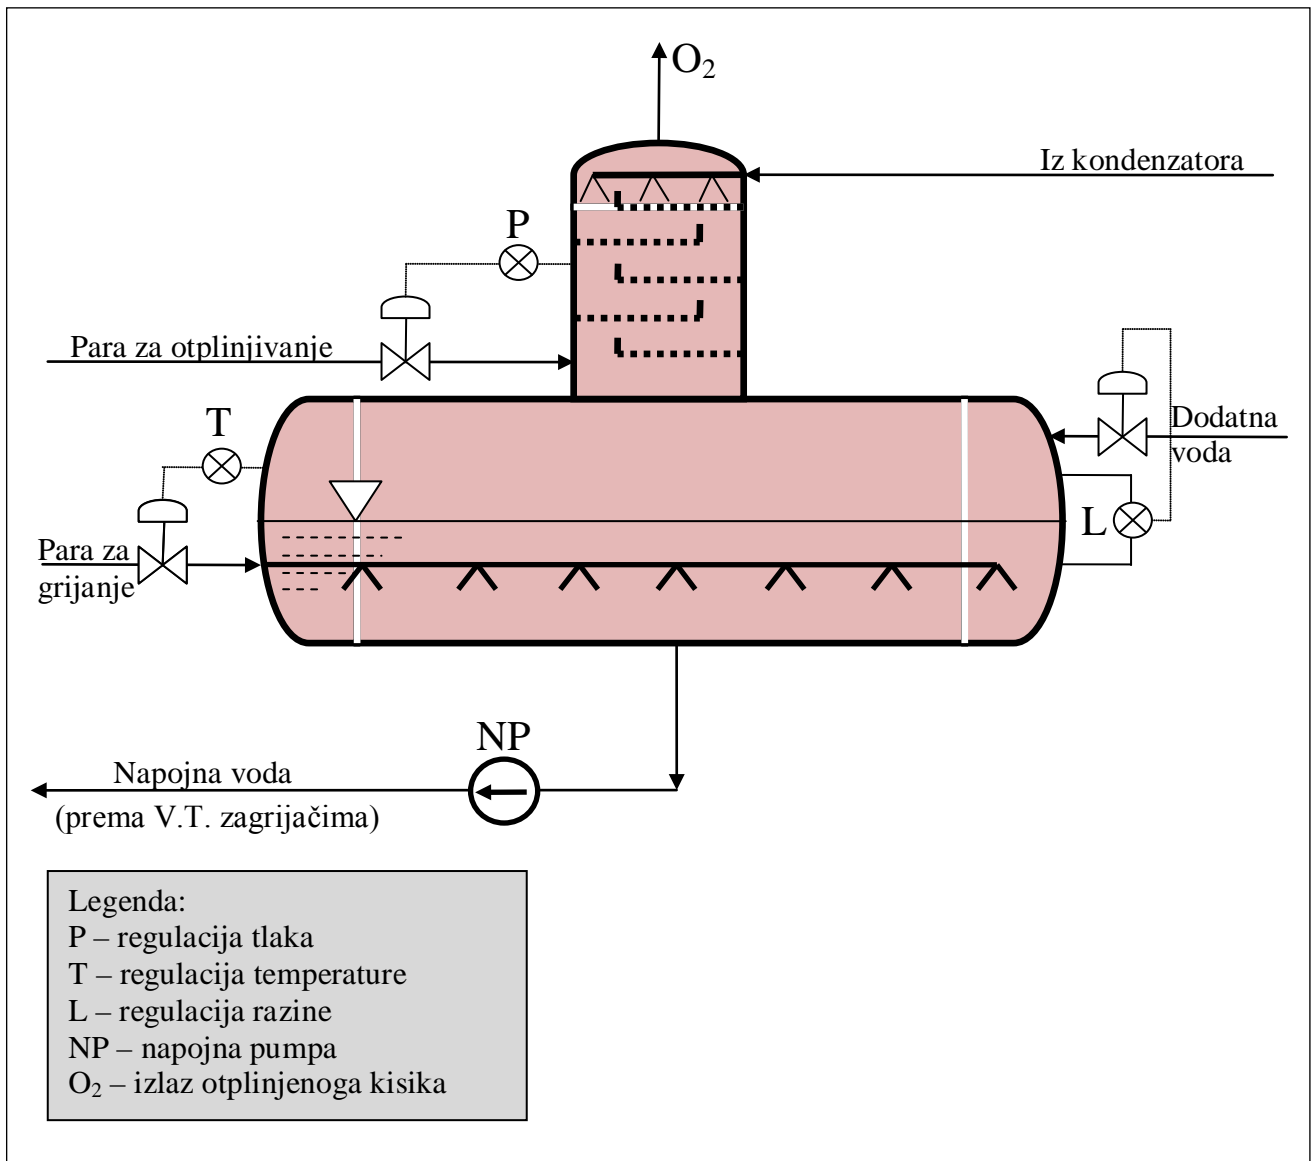 O₂
Iz kondenzatora
P
Para za otplinjivanje
T
Dodatna
voda
L
Para za
grijanje
NP
Napojna voda
(prema V.T. zagrijačima)
Legenda:
P – regulacija tlaka
T – regulacija temperature
L – regulacija razine
NP – napojna pumpa
O₂ – izlaz otplinjenoga kisika